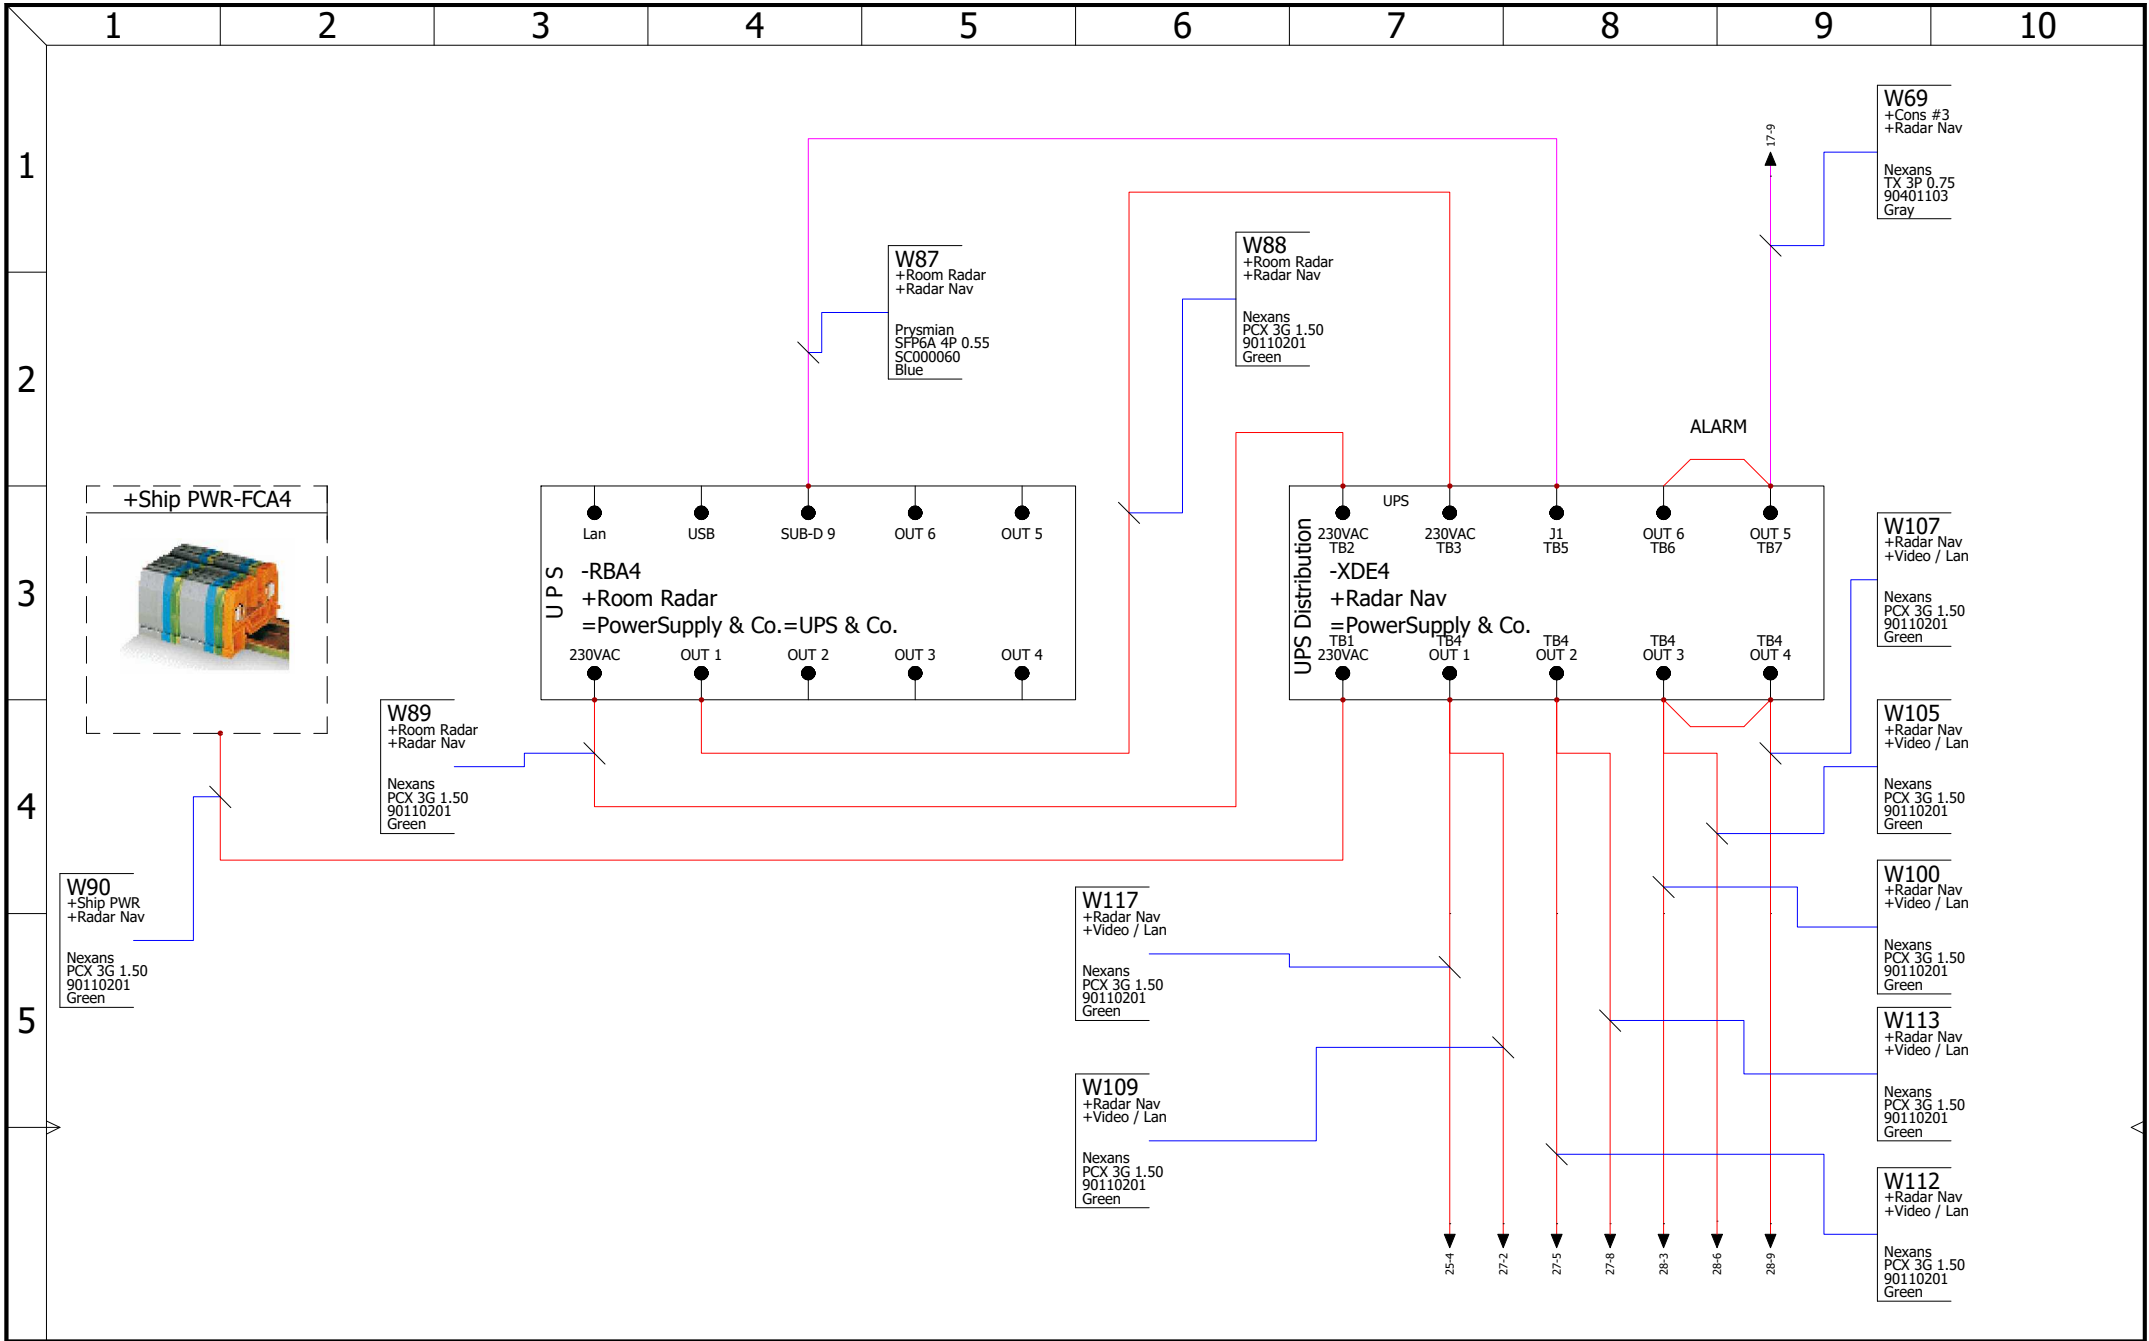 1 2 3 4 5 6 7 8 9 10
1
2
3
4
5
W69
+Cons #3
+Radar Nav
Nexans
TX 3P 0.75
90401103
Gray
17-9
W87
+Room Radar
+Radar Nav
Prysmian
SFP6A 4P 0.55
SC000060
Blue
W88
+Room Radar
+Radar Nav
Nexans
PCX 3G 1.50
90110201
Green
ALARM
+Ship PWR-FCA4
Lan USB SUB-D 9 OUT 6 OUT 5
U P S
-RBA4
+Room Radar
=PowerSupply & Co.=UPS & Co.
230VAC OUT 1 OUT 2 OUT 3 OUT 4
UPS
230VAC 230VAC J1 OUT 6 OUT 5
TB2 TB3 TB5 TB6 TB7
UPS Distribution
-XDE4
+Radar Nav
=PowerSupply & Co.
TB1 TB4 TB4 TB4 TB4
230VAC OUT 1 OUT 2 OUT 3 OUT 4
W107
+Radar Nav
+Video / Lan
Nexans
PCX 3G 1.50
90110201
Green
W89
+Room Radar
+Radar Nav
Nexans
PCX 3G 1.50
90110201
Green
W105
+Radar Nav
+Video / Lan
Nexans
PCX 3G 1.50
90110201
Green
W90
+Ship PWR
+Radar Nav
Nexans
PCX 3G 1.50
90110201
Green
W117
+Radar Nav
+Video / Lan
Nexans
PCX 3G 1.50
90110201
Green
W100
+Radar Nav
+Video / Lan
Nexans
PCX 3G 1.50
90110201
Green
W113
+Radar Nav
+Video / Lan
Nexans
PCX 3G 1.50
90110201
Green
W109
+Radar Nav
+Video / Lan
Nexans
PCX 3G 1.50
90110201
Green
W112
+Radar Nav
+Video / Lan
Nexans
PCX 3G 1.50
90110201
Green
25-4 27-2 27-5 27-8 28-3 28-6 28-9